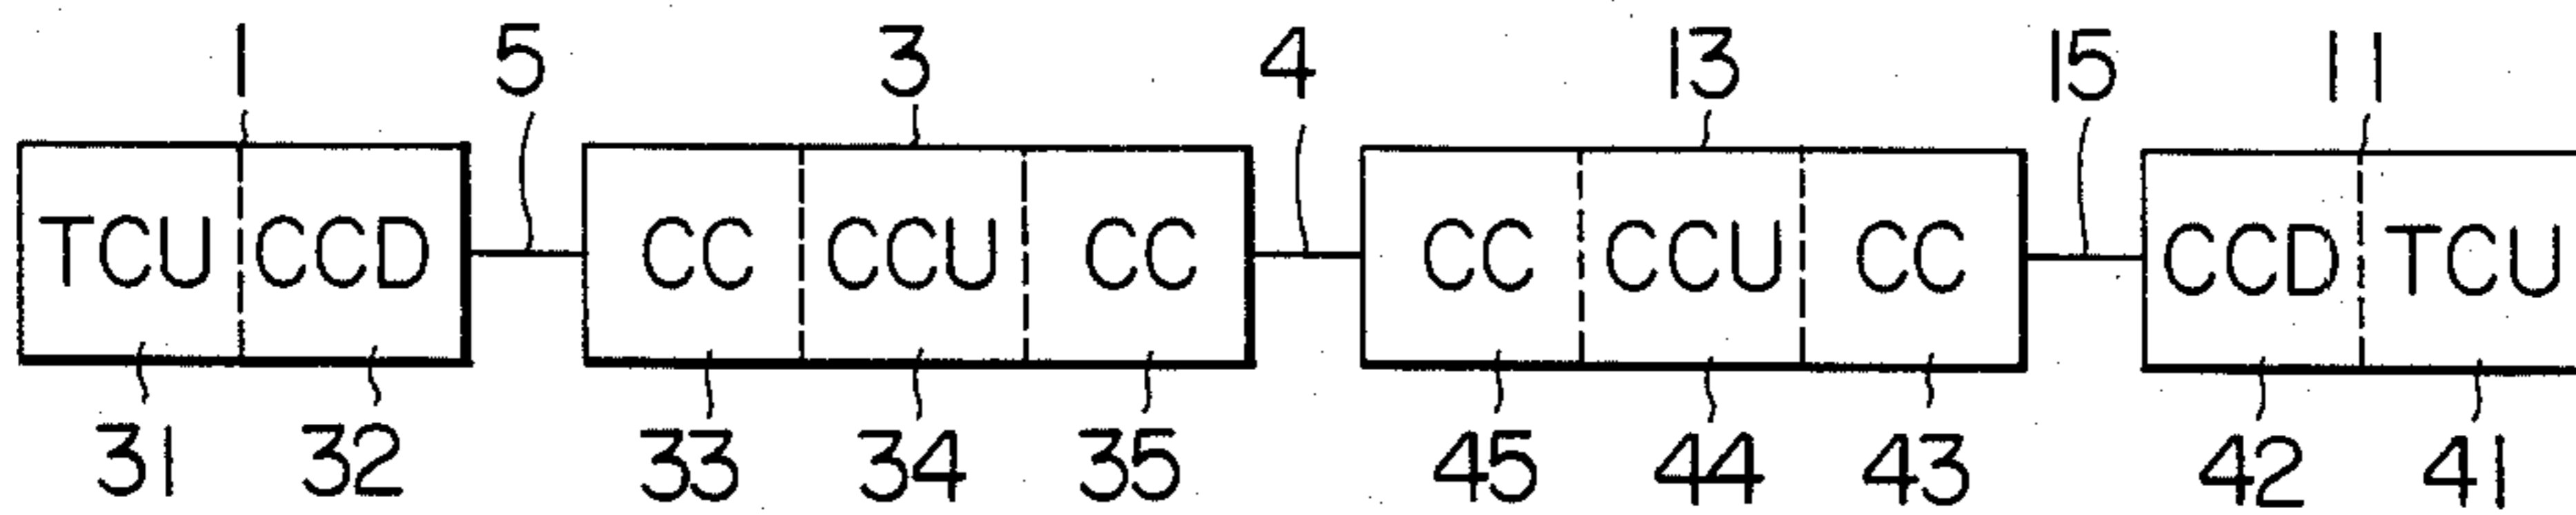 1 5 3 4 13 15 11
TCU CCD CC CCU CC CC CCU CC CCD TCU
31 32 33 34 35 45 44 43 42 41